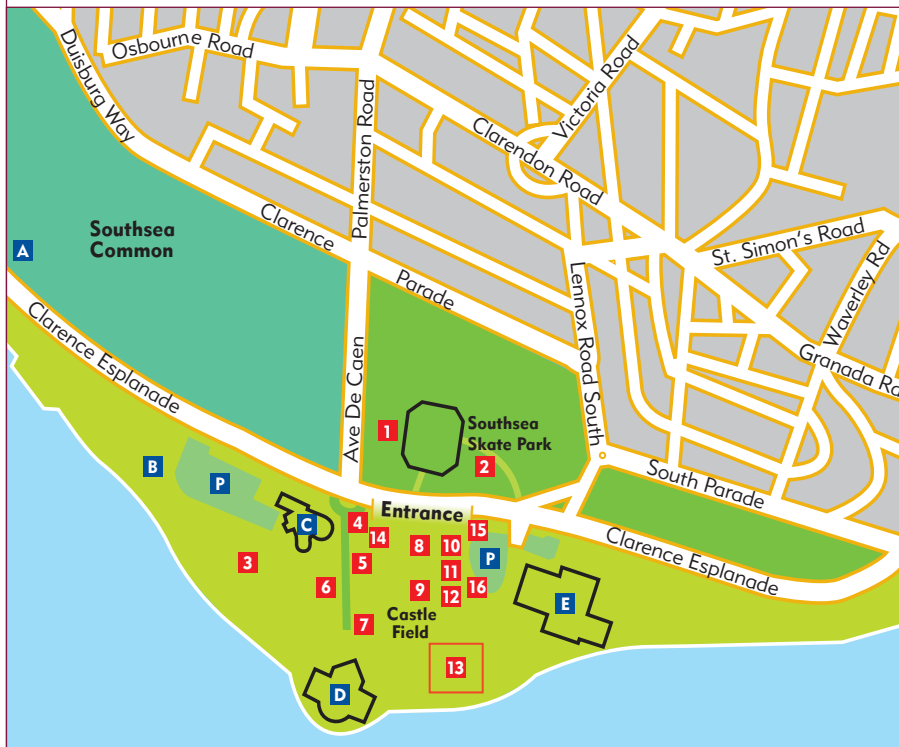 Osbourne Road
Duisburg Way
Palmerston Road
Victoria Road
Clarendon Road
Southsea
Common
Clarence
Parade
St. Simon's Road
Waverley Rd
A
Lennox Road South
Clarence Esplanade
Granada Rd
Ave De Caen
1
Southsea
Skate Park
2
B
P
South Parade
Entrance
C
4
14
15
8
10
Clarence Esplanade
3
5
11
P
6
9
12
16
E
7
Castle
Field
13
D